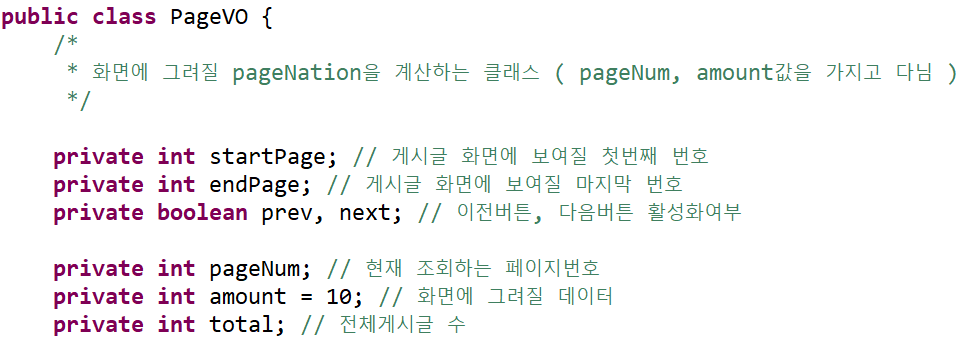 public class PageVO {
/*
* 화면에 그려질 pageNation을 계산하는 클래스 ( pageNum, amount값을 가지고 다님 )
*/
private int startPage; // 게시글 화면에 보여질 첫번째 번호
private int endPage; // 게시글 화면에 보여질 마지막 번호
private boolean prev, next; // 이전버튼, 다음버튼 활성화여부
private int pageNum; // 현재 조회하는 페이지번호
private int amount = 10; // 화면에 그려질 데이터
private int total; // 전체게시글 수